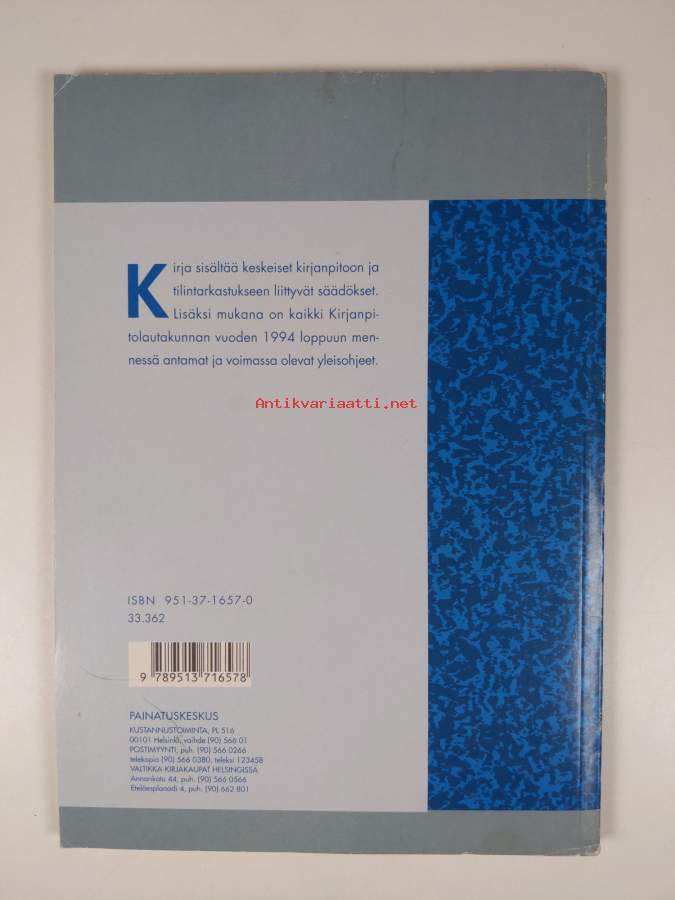 Kirja sisältää keskeiset kirjanpitoon ja
tilintarkastukseen liittyvät säädökset.
Lisäksi mukana on kaikki Kirjanpi-
tolautakunnan vuoden 1994 loppuun men-
nessä antamat ja voimassa olevat yleisohjeet.
Antikvariaatti.net
ISBN 951-37-1657-0
33.362
9 789513 716578
PAINATUSKESKUS
KUSTANNUSTOIMINTA, PL 516
00101 Helsinki, vaihde (90) 566 01
POSTIMYYNTI, puh. (90) 566 0266
telekopio (90) 566 0380, teleksi 123458
VALTIKKA-KIRJAKAUPAT HELSINGISSÄ
Annankatu 44, puh. (90) 566 0566
Eteläesplanadi 4, puh. (90) 662 801